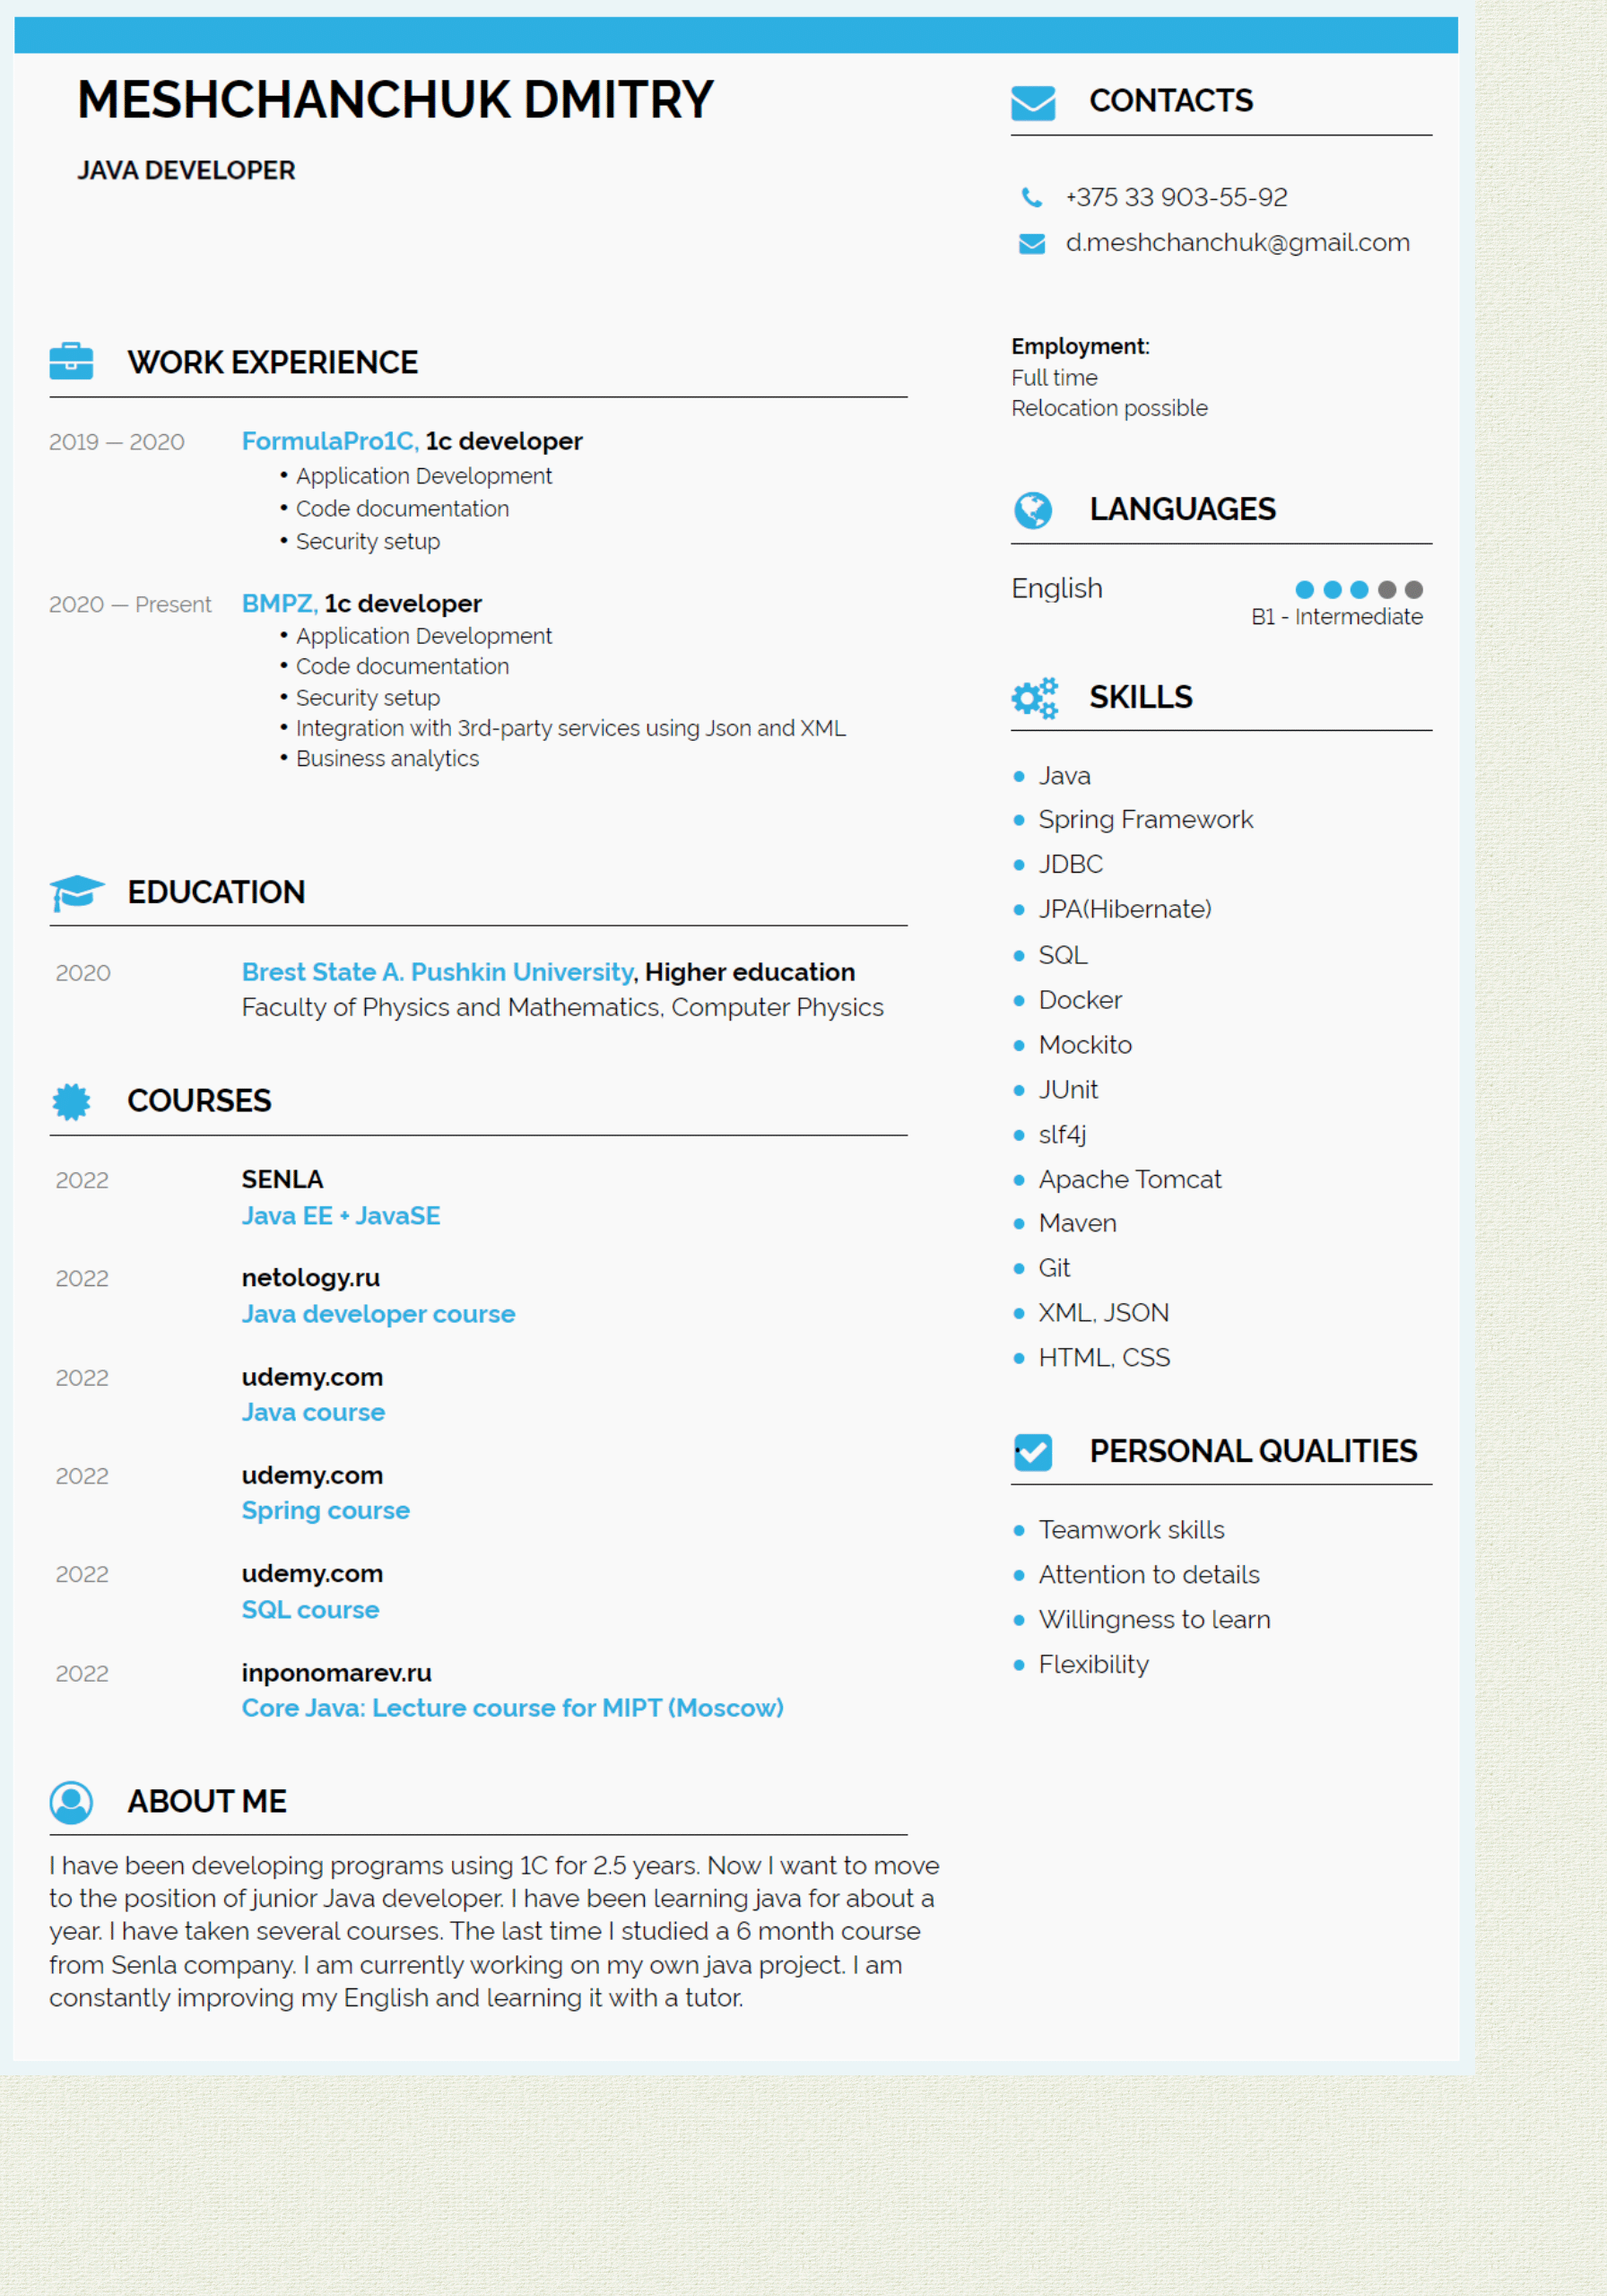 MESHCHANCHUK DMITRY
JAVA DEVELOPER
WORK EXPERIENCE
2019 — 2020 FormulaPro1C, 1c developer
• Application Development
• Code documentation
• Security setup
2020 — Present BMPZ, 1c developer
• Application Development
• Code documentation
• Security setup
• Integration with 3rd-party services using Json and XML
• Business analytics
EDUCATION
2020 Brest State A. Pushkin University, Higher education
Faculty of Physics and Mathematics, Computer Physics
COURSES
2022 SENLA
Java EE + JavaSE
2022 netology.ru
Java developer course
2022 udemy.com
Java course
2022 udemy.com
Spring course
2022 udemy.com
SQL course
2022 inponomarev.ru
Core Java: Lecture course for MIPT (Moscow)
ABOUT ME
I have been developing programs using 1C for 2.5 years. Now I want to move
to the position of junior Java developer. I have been learning java for about a
year. I have taken several courses. The last time I studied a 6 month course
from Senla company. I am currently working on my own java project. I am
constantly improving my English and learning it with a tutor.
CONTACTS
+375 33 903-55-92
d.meshchanchuk@gmail.com
Employment:
Full time
Relocation possible
LANGUAGES
English
B1 - Intermediate
SKILLS
• Java
• Spring Framework
• JDBC
• JPA(Hibernate)
• SQL
• Docker
• Mockito
• JUnit
• slf4j
• Apache Tomcat
• Maven
• Git
• XML, JSON
• HTML, CSS
PERSONAL QUALITIES
• Teamwork skills
• Attention to details
• Willingness to learn
• Flexibility